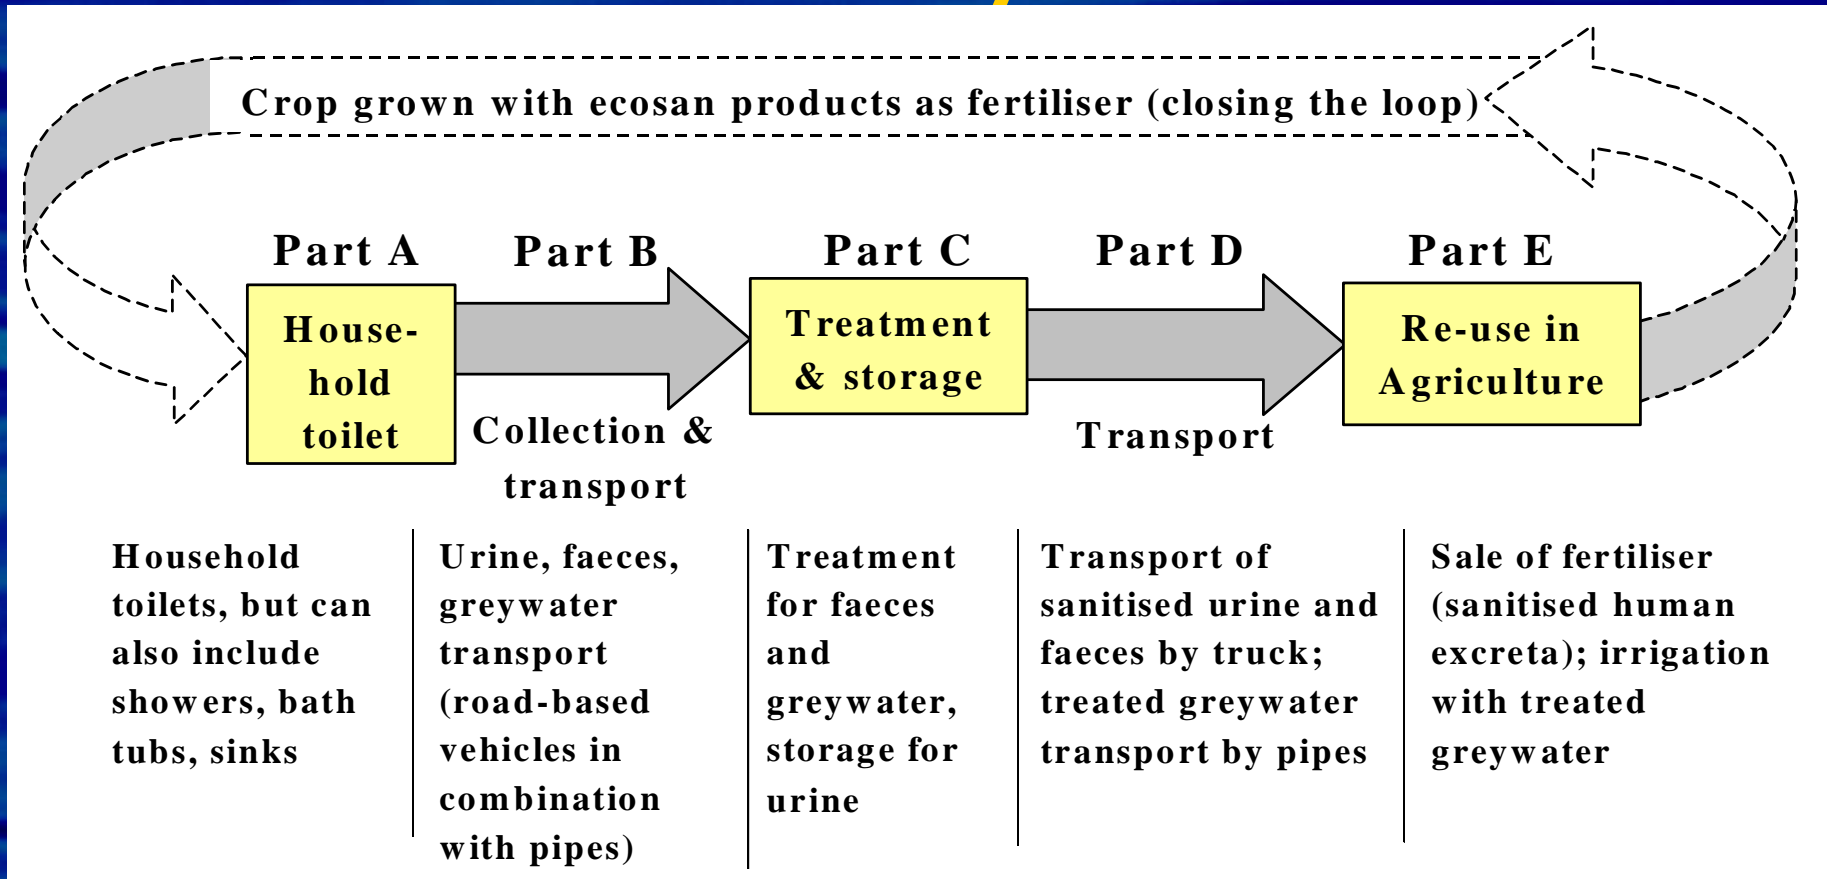 Crop grown with ecosan products as fertiliser (closing the loop)
Part A
Part B
Part C
Part D
Part E
House-
hold
toilet
Collection &
transport
Treatment
& storage
Transport
Re-use in
Agriculture
Household
toilets, but can
also include
showers, bath
tubs, sinks
Urine, faeces,
greywater
transport
(road-based
vehicles in
combination
with pipes)
Treatment
for faeces
and
greywater,
storage for
urine
Transport of
sanitised urine and
faeces by truck;
treated greywater
transport by pipes
Sale of fertiliser
(sanitised human
excreta); irrigation
with treated
greywater